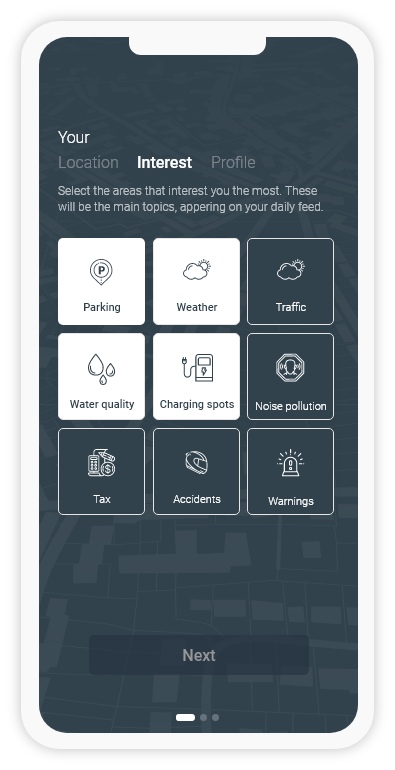 Your
Location Interest Profile
Select the areas that interest you the most. These
will be the main topics, appering on your daily feed.
P
Parking Weather Traffic
Water quality Charging spots Noise pollution
$
Tax Accidents Warnings
Next